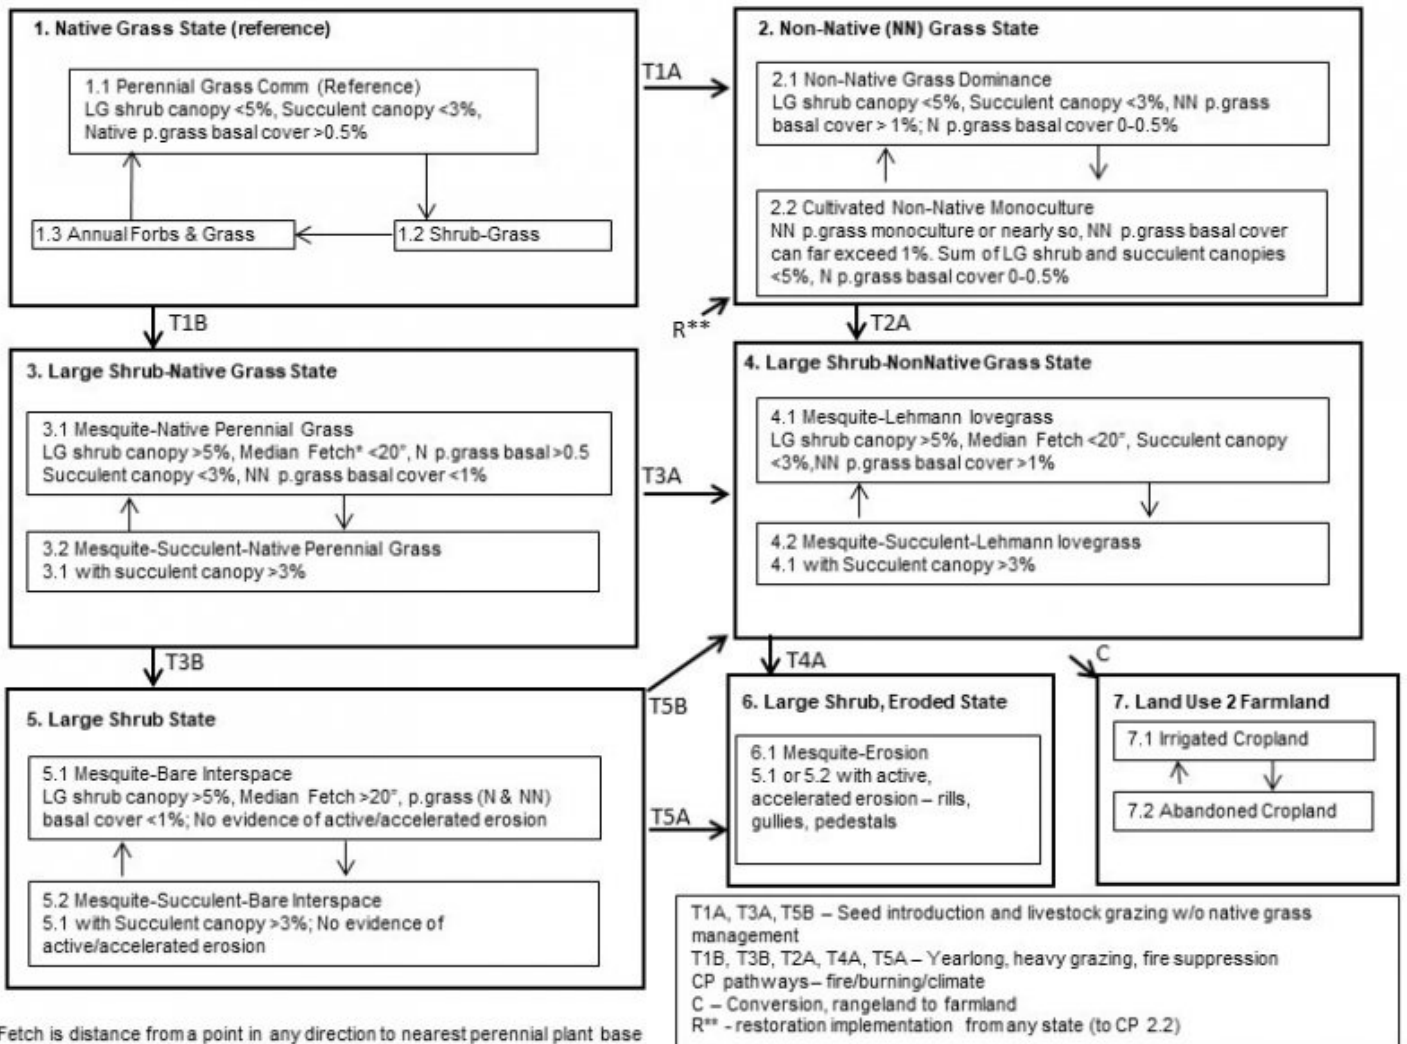 1. Native Grass State (reference)
1.1 Perennial Grass Comm (Reference)
LG shrub canopy <5%, Succulent canopy <3%,
Native p.grass basal cover >0.5%
1.3 Annual Forbs & Grass
1.2 Shrub-Grass
T1A
2. Non-Native (NN) Grass State
2.1 Non-Native Grass Dominance
LG shrub canopy <5%, Succulent canopy <3%, NN p.grass
basal cover > 1%; N p.grass basal cover 0-0.5%
2.2 Cultivated Non-Native Monoculture
NN p.grass monoculture or nearly so, NN p.grass basal cover
can far exceed 1%. Sum of LG shrub and succulent canopies
<5%, N p.grass basal cover 0-0.5%
T1B
R**
T2A
3. Large Shrub-Native Grass State
3.1 Mesquite-Native Perennial Grass
LG shrub canopy >5%, Median Fetch* <20", N p.grass basal >0.5
Succulent canopy <3%, NN p.grass basal cover <1%
3.2 Mesquite-Succulent-Native Perennial Grass
3.1 with succulent canopy >3%
T3A
4. Large Shrub-NonNative Grass State
4.1 Mesquite-Lehmann lovegrass
LG shrub canopy >5%, Median Fetch <20", Succulent canopy
<3%,NN p.grass basal cover >1%
4.2 Mesquite-Succulent-Lehmann lovegrass
4.1 with Succulent canopy >3%
T3B
T5B
T4A
C
5. Large Shrub State
5.1 Mesquite-Bare Interspace
LG shrub canopy >5%, Median Fetch >20", p.grass (N & NN)
basal cover <1%; No evidence of active/accelerated erosion
5.2 Mesquite-Succulent-Bare Interspace
5.1 with Succulent canopy >3%; No evidence of
active/accelerated erosion
T5A
6. Large Shrub, Eroded State
6.1 Mesquite-Erosion
5.1 or 5.2 with active,
accelerated erosion – rills,
gullies, pedestals
7. Land Use 2 Farmland
7.1 Irrigated Cropland
7.2 Abandoned Cropland
T1A, T3A, T5B – Seed introduction and livestock grazing w/o native grass
management
T1B, T3B, T2A, T4A, T5A – Yearlong, heavy grazing, fire suppression
CP pathways – fire/burning/climate
C – Conversion, rangeland to farmland
R** - restoration implementation from any state (to CP 2.2)
Fetch is distance from a point in any direction to nearest perennial plant base